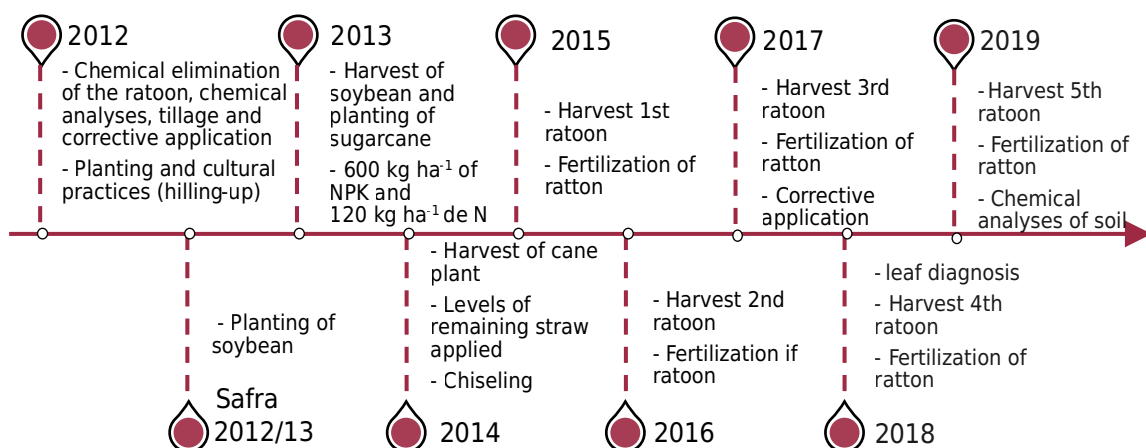 2012
- Chemical elimination
of the ratoon, chemical
analyses, tillage and
corrective application
- Planting and cultural
practices (hilling-up)
- Planting of
soybean
Safra
2012/13
2013
- Harvest of
soybean and
planting of
sugarcane
- 600 kg ha⁻¹ of
NPK and
120 kg ha⁻¹ de N
- Harvest of cane
plant
- Levels of
remaining straw
applied
- Chiseling
2014
2015
- Harvest 1st
ratoon
- Fertilization of
ratton
- Harvest 2nd
ratoon
- Fertilization if
ratoon
2016
2017
- Harvest 3rd
ratoon
- Fertilization of
ratton
- Corrective
application
- leaf diagnosis
- Harvest 4th
ratoon
- Fertilization of
ratton
2018
2019
-Harvest 5th
ratoon
- Fertilization of
ratton
- Chemical
analyses of soil